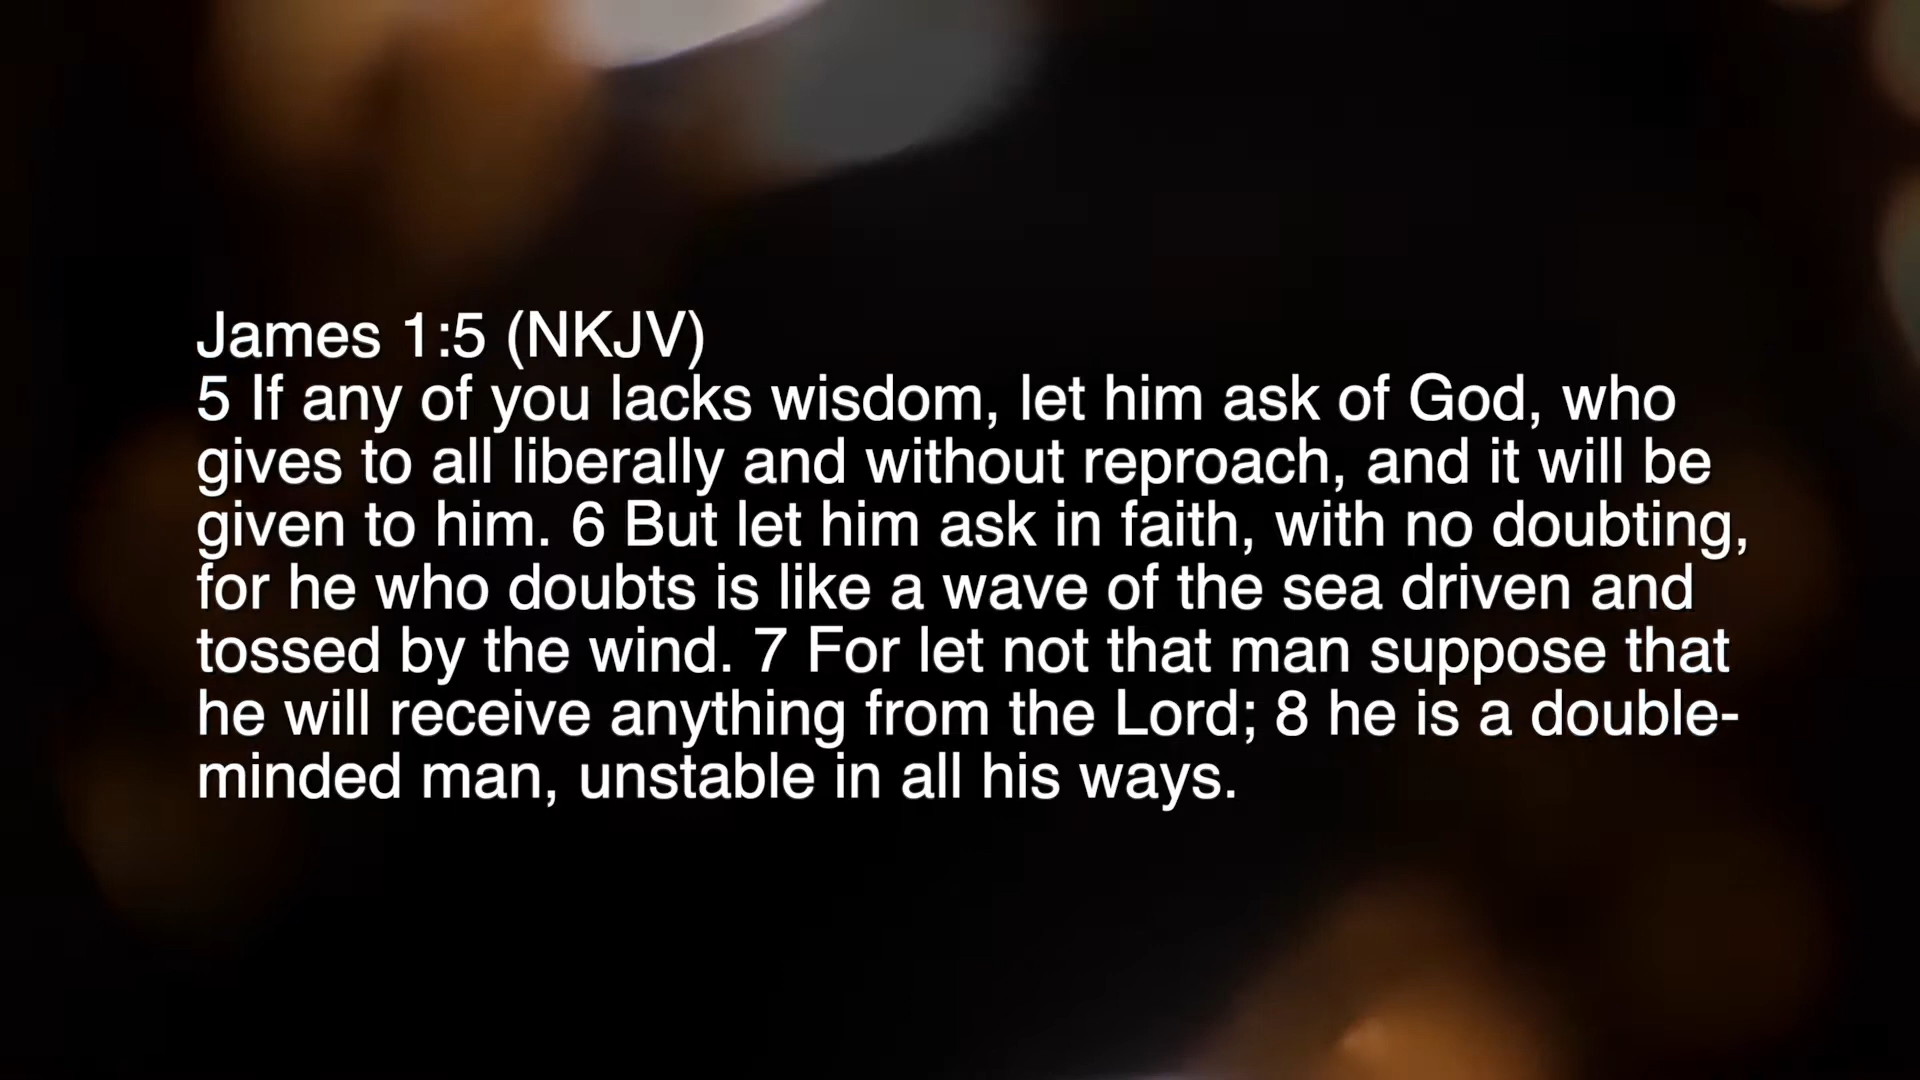 James 1:5 (NKJV)
5 If any of you lacks wisdom, let him ask of God, who
gives to all liberally and without reproach, and it will be
given to him. 6 But let him ask in faith, with no doubting,
for he who doubts is like a wave of the sea driven and
tossed by the wind. 7 For let not that man suppose that
he will receive anything from the Lord; 8 he is a double-
minded man, unstable in all his ways.